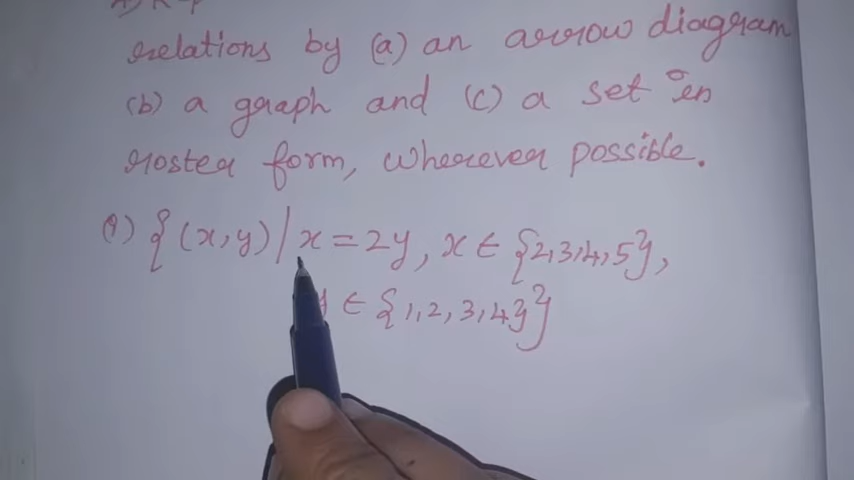 relations by (a) an arrow diagram
(b) a graph and (c) a set in
roster form, wherever possible.
(i) {(x,y)/x = 2y, x ∈ {2,3,4,5},
y ∈ {1,2,3,4}}